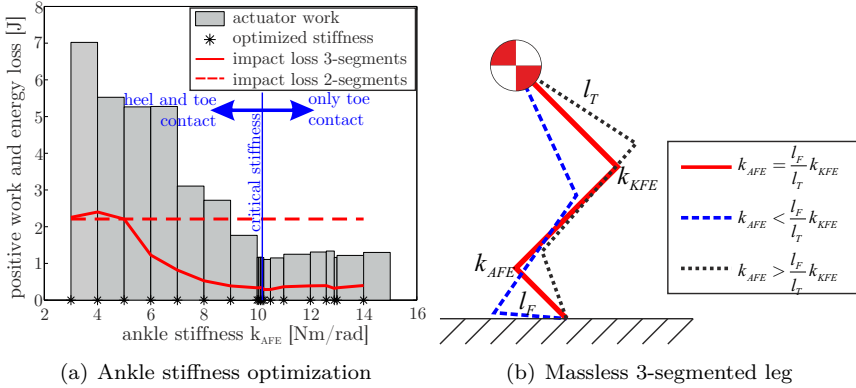 8
7
6
5
4
3
2
1
0
positive work and energy loss [J]
actuator work
optimized stiffness
impact loss 3-segments
impact loss 2-segments
heel and toe
contact
only toe
contact
critical stiffness
2 4 6 8 10 12 14 16
ankle stiffness k_AFE [Nm/rad]
(a) Ankle stiffness optimization
l_T
k_KFE
k_AFE
l_F
k_AFE = l_F/l_T k_KFE
k_AFE < l_F/l_T k_KFE
k_AFE > l_F/l_T k_KFE
(b) Massless 3-segmented leg